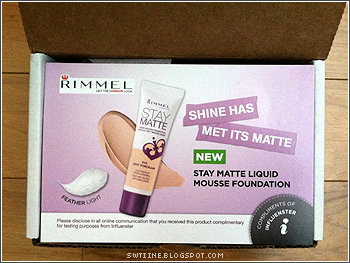 RIMMEL
GET THE LONDON LOOK
SHINE HAS
MET ITS MATTE
NEW
STAY MATTE LIQUID
MOUSSE FOUNDATION
RIMMEL
STAY
MATTE
FEATHER LIGHT
COMPLIMENTS OF
INFLUENSTER
i
Please disclose in all online communication that you received this product complimentary
for testing purposes from Influenster
SWTIINE.BLOGSPOT.COM